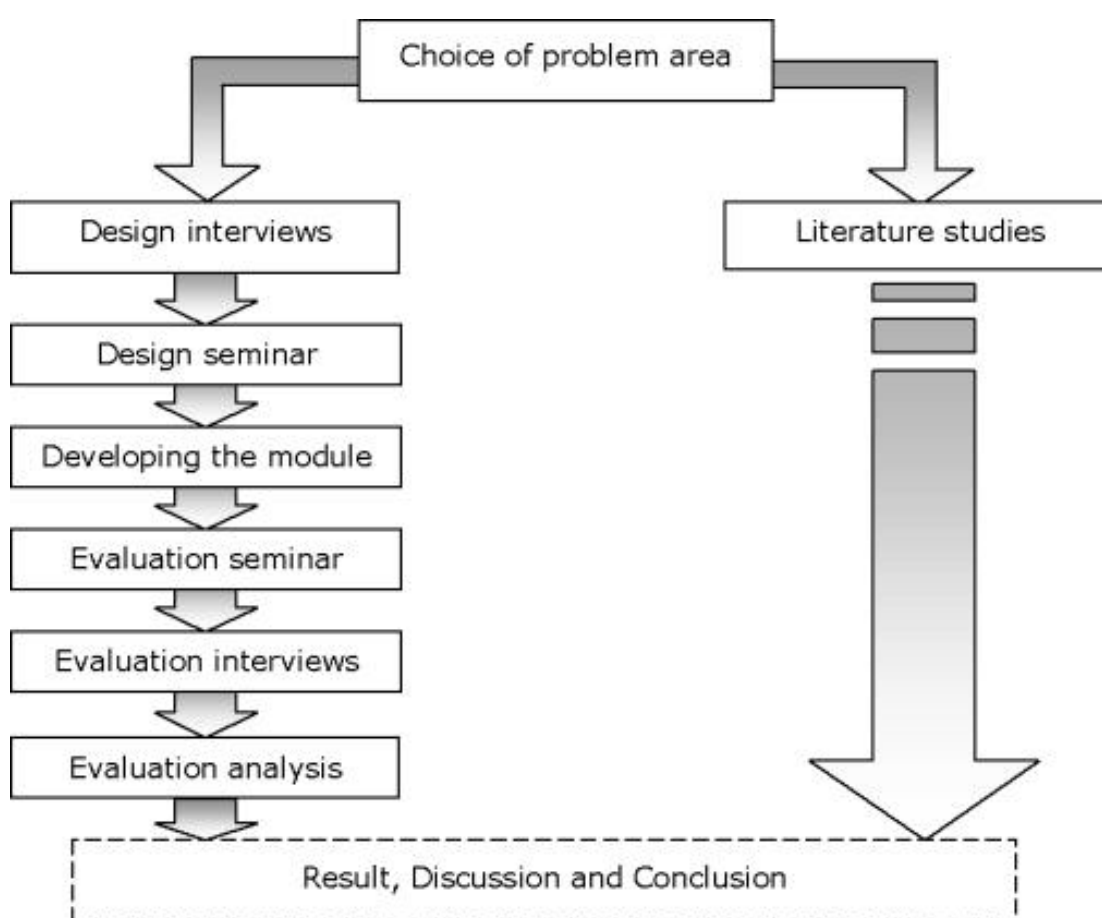 Choice of problem area
Design interviews
Literature studies
Design seminar
Developing the module
Evaluation seminar
Evaluation interviews
Evaluation analysis
Result, Discussion and Conclusion